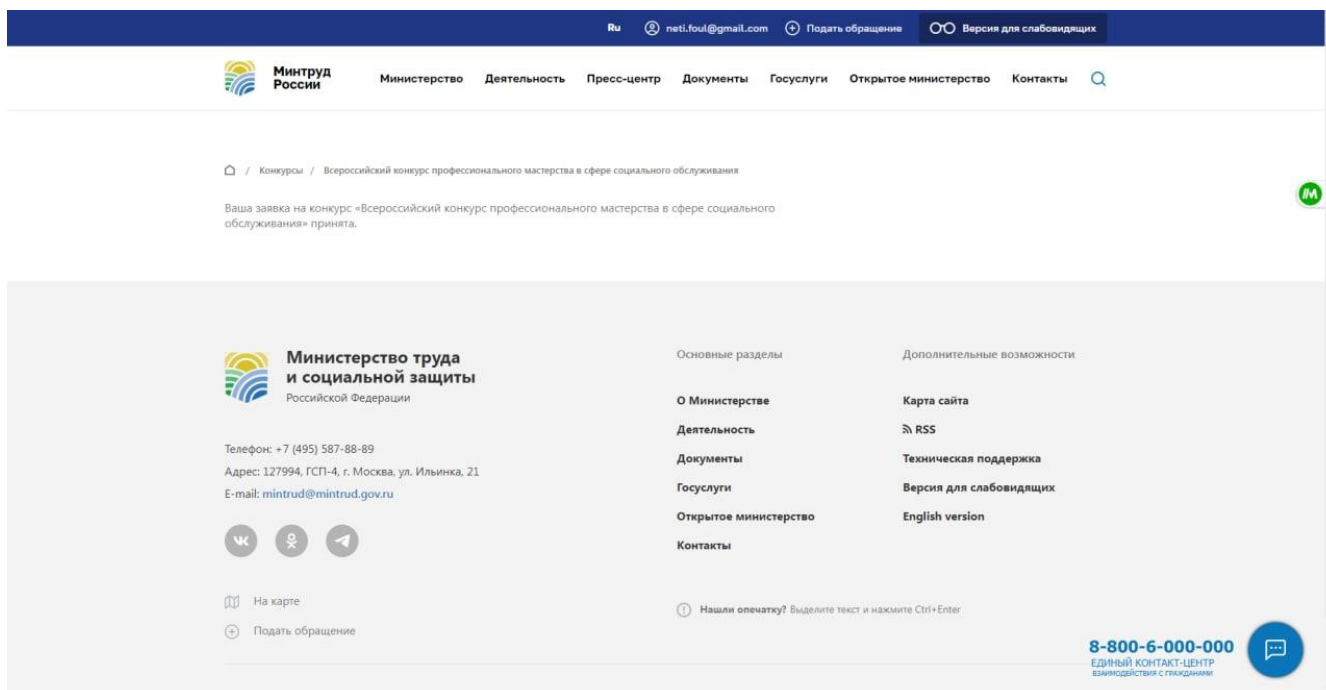 Ru neti.foul@gmail.com Подать обращение Версия для слабовидящих
Минтруд
России
Министерство Деятельность Пресс-центр Документы Госуслуги Открытое министерство Контакты
/ Конкурсы / Всероссийский конкурс профессионального мастерства в сфере социального обслуживания
Ваша заявка на конкурс «Всероссийский конкурс профессионального мастерства в сфере социального
обслуживания» принята.
Министерство труда
и социальной защиты
Российской Федерации
Телефон: +7 (495) 587-88-89
Адрес: 127994, ГСП-4, г. Москва, ул. Ильинка, 21
E-mail: mintrud@mintrud.gov.ru
На карте
Подать обращение
Основные разделы
О Министерстве
Деятельность
Документы
Госуслуги
Открытое министерство
Контакты
Дополнительные возможности
Карта сайта
RSS
Техническая поддержка
Версия для слабовидящих
English version
Нашли опечатку? Выделите текст и нажмите Ctrl+Enter
8-800-6-000-000
ЕДИНЫЙ КОНТАКТ-ЦЕНТР
ВЗАИМОДЕЙСТВИЯ С ГРАЖДАНАМИ